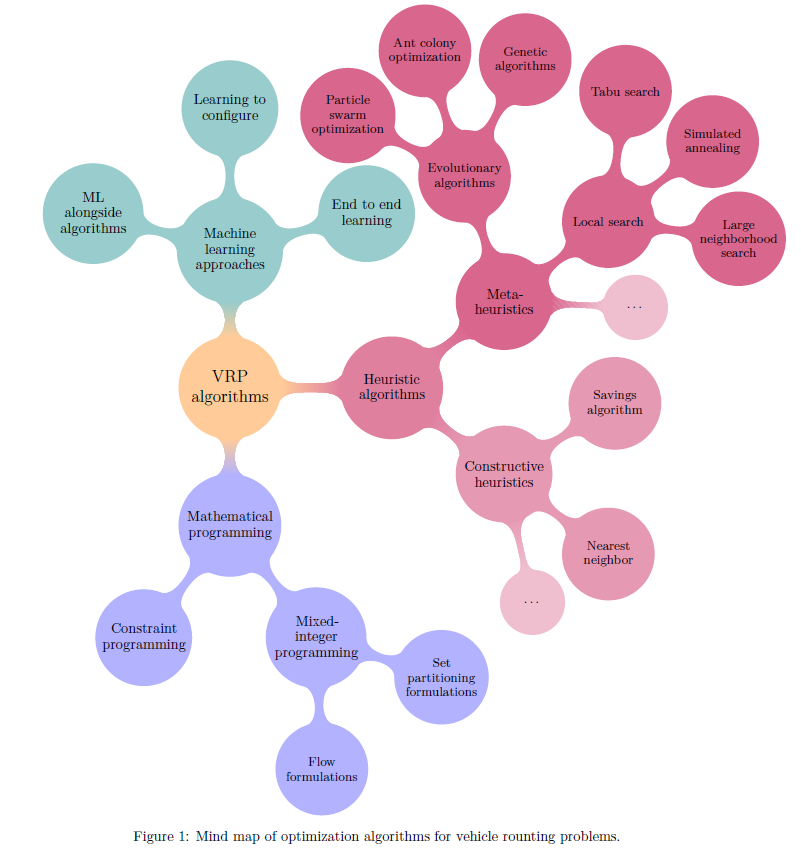 Ant colony
optimization
Genetic
algorithms
Tabu search
Learning to
configure
Particle
swarm
optimization
Simulated
annealing
Evolutionary
algorithms
ML
alongside
algorithms
End to end
learning
Local search
Large
neighborhood
search
Machine
learning
approaches
Meta-
heuristics
...
VRP
algorithms
Heuristic
algorithms
Savings
algorithm
Constructive
heuristics
Mathematical
programming
Nearest
neighbor
...
Constraint
programming
Mixed-
integer
programming
Set
partitioning
formulations
Flow
formulations
Figure 1: Mind map of optimization algorithms for vehicle rounting problems.